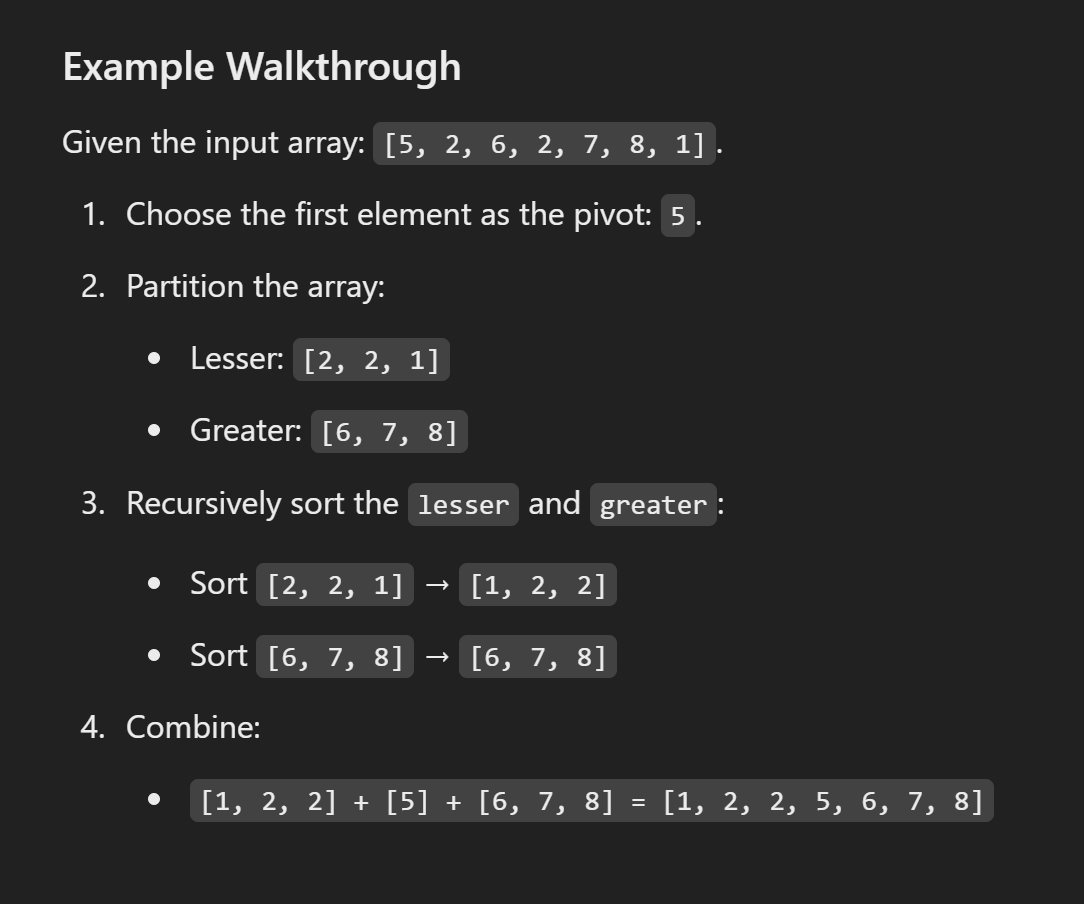 Example Walkthrough
Given the input array: [5, 2, 6, 2, 7, 8, 1].
1. Choose the first element as the pivot: 5.
2. Partition the array:
• Lesser: [2, 2, 1]
• Greater: [6, 7, 8]
3. Recursively sort the lesser and greater:
• Sort [2, 2, 1] → [1, 2, 2]
• Sort [6, 7, 8] → [6, 7, 8]
4. Combine:
• [1, 2, 2] + [5] + [6, 7, 8] = [1, 2, 2, 5, 6, 7, 8]